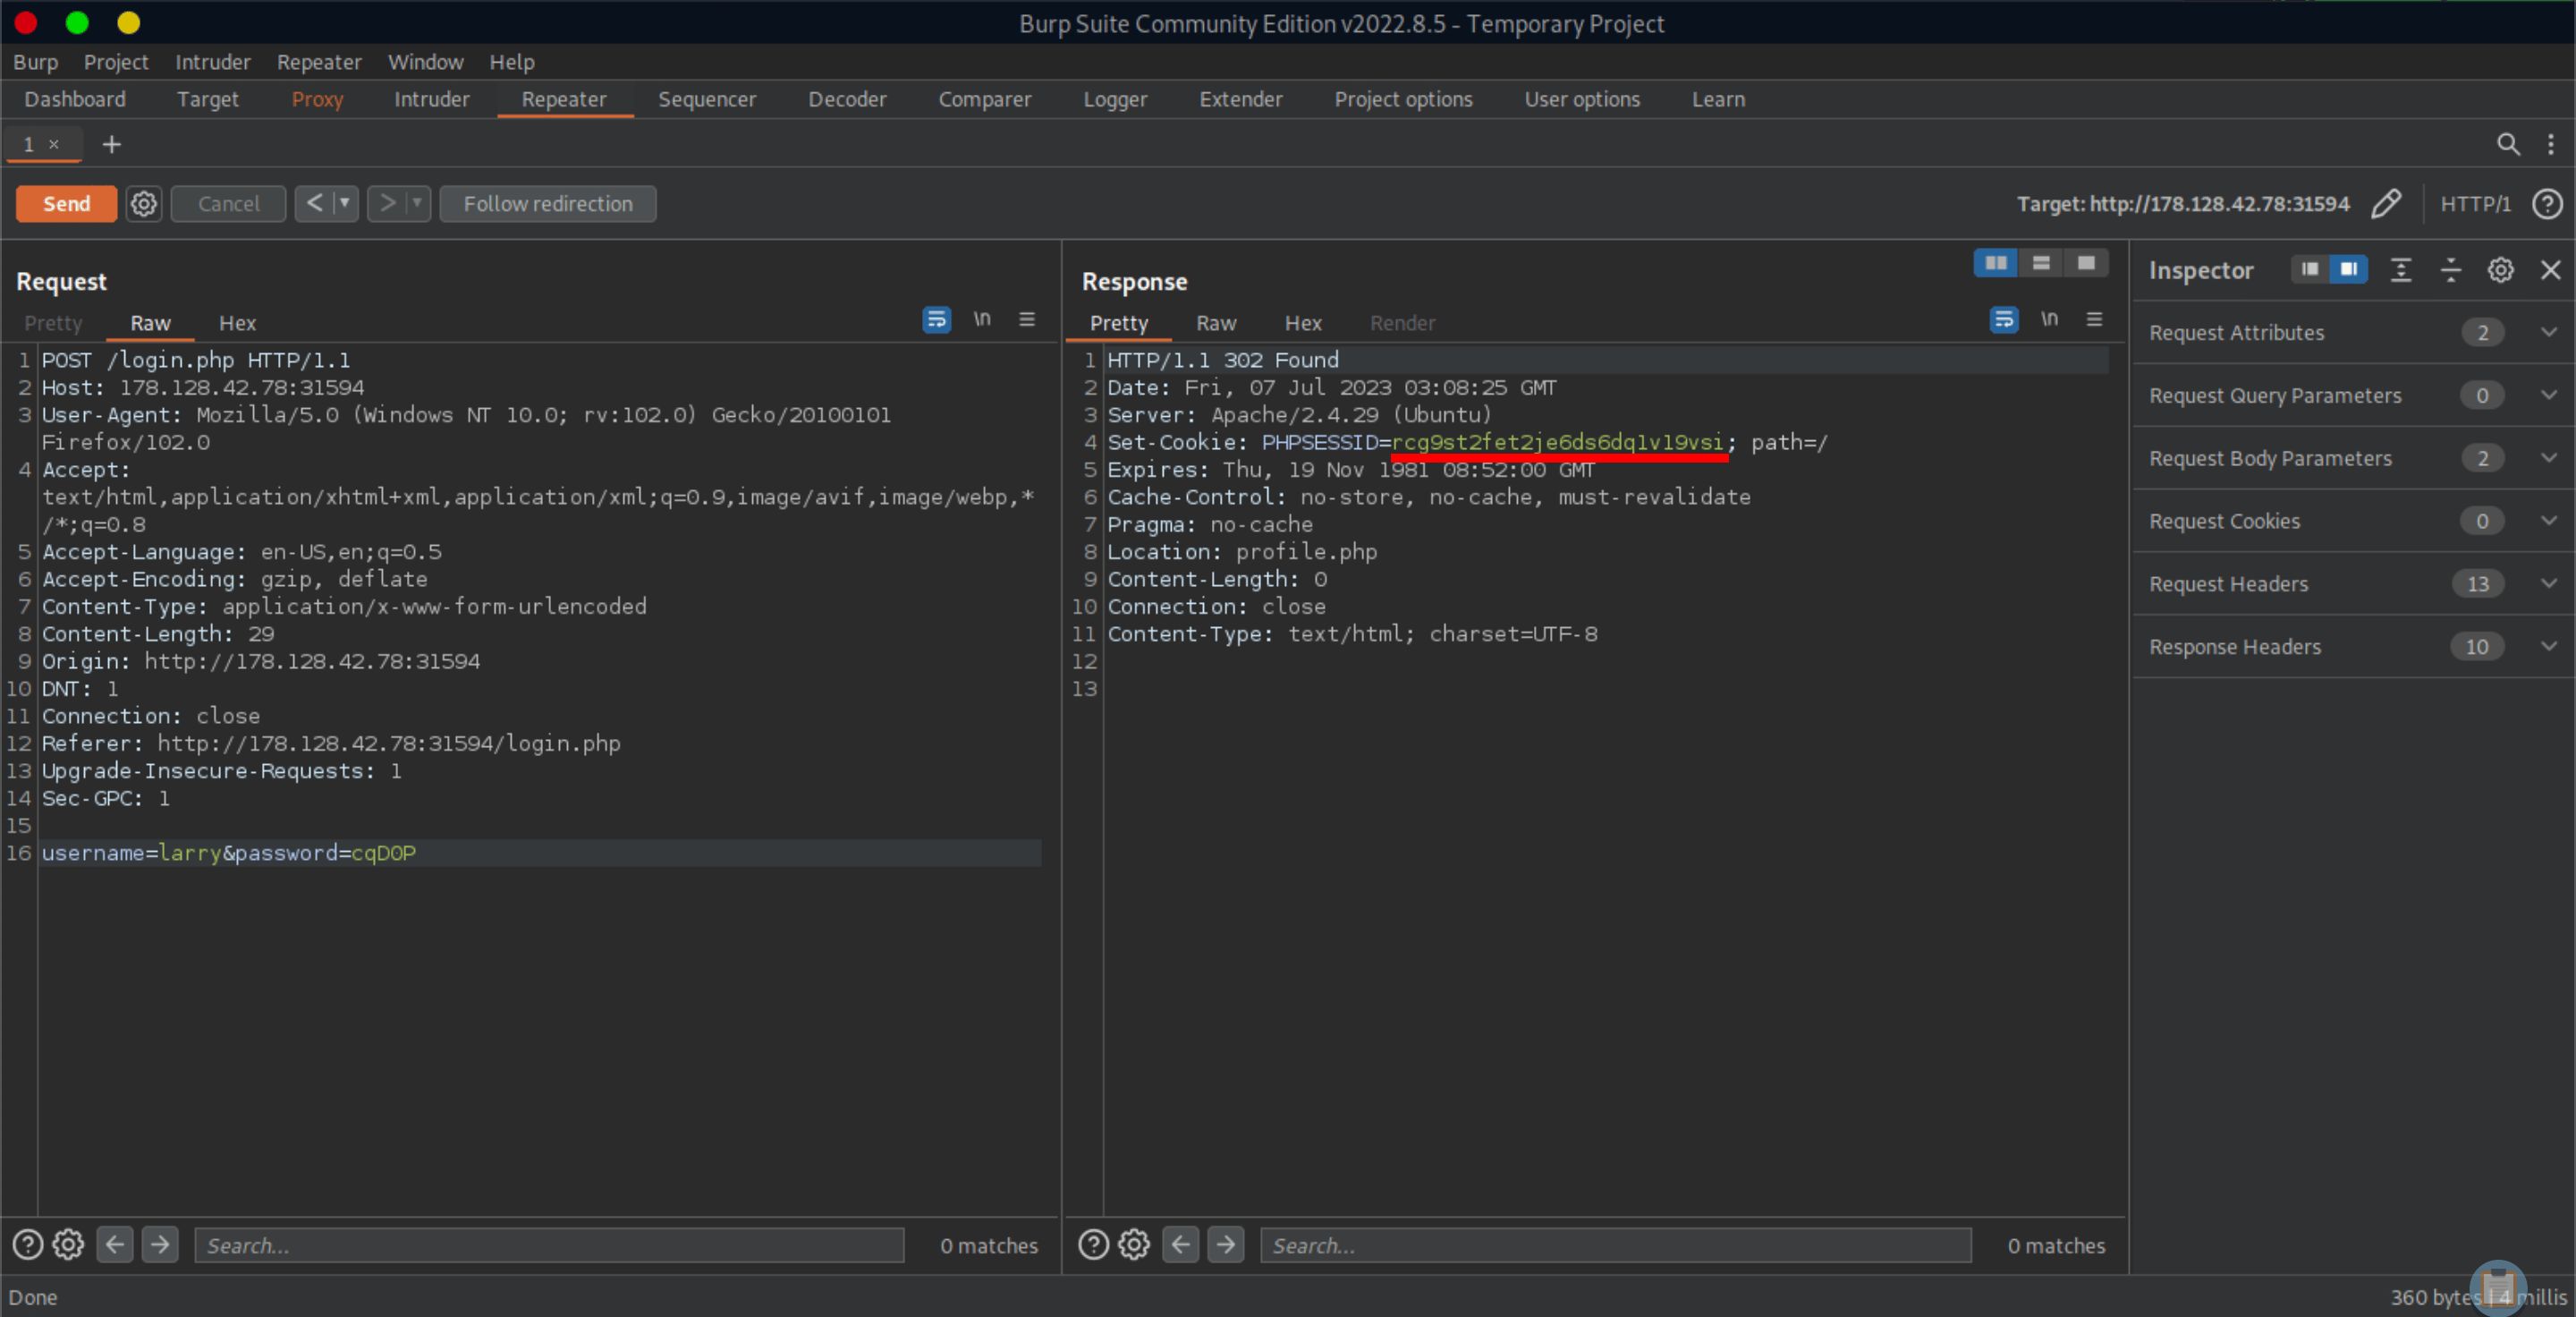 Burp Suite Community Edition v2022.8.5 - Temporary Project
Burp Project Intruder Repeater Window Help
Dashboard Target Proxy Intruder Repeater Sequencer Decoder Comparer Logger Extender Project options User options Learn
1 × +
Send Cancel < > Follow redirection Target: http://178.128.42.78:31594 HTTP/1 ?
Request
Pretty Raw Hex \n
1 POST /login.php HTTP/1.1
2 Host: 178.128.42.78:31594
3 User-Agent: Mozilla/5.0 (Windows NT 10.0; rv:102.0) Gecko/20100101
Firefox/102.0
4 Accept:
text/html,application/xhtml+xml,application/xml;q=0.9,image/avif,image/webp,*
/*;q=0.8
5 Accept-Language: en-US,en;q=0.5
6 Accept-Encoding: gzip, deflate
7 Content-Type: application/x-www-form-urlencoded
8 Content-Length: 29
9 Origin: http://178.128.42.78:31594
10 DNT: 1
11 Connection: close
12 Referer: http://178.128.42.78:31594/login.php
13 Upgrade-Insecure-Requests: 1
14 Sec-GPC: 1
15
16 username=larry&password=cqD0P
? Search... 0 matches
Response
Pretty Raw Hex Render \n
1 HTTP/1.1 302 Found
2 Date: Fri, 07 Jul 2023 03:08:25 GMT
3 Server: Apache/2.4.29 (Ubuntu)
4 Set-Cookie: PHPSESSID=rcg9st2fet2je6ds6dq1v19vsi; path=/
5 Expires: Thu, 19 Nov 1981 08:52:00 GMT
6 Cache-Control: no-store, no-cache, must-revalidate
7 Pragma: no-cache
8 Location: profile.php
9 Content-Length: 0
10 Connection: close
11 Content-Type: text/html; charset=UTF-8
12
13
? Search... 0 matches
Inspector
Request Attributes 2
Request Query Parameters 0
Request Body Parameters 2
Request Cookies 0
Request Headers 13
Response Headers 10
Done
360 bytes | 4 millis